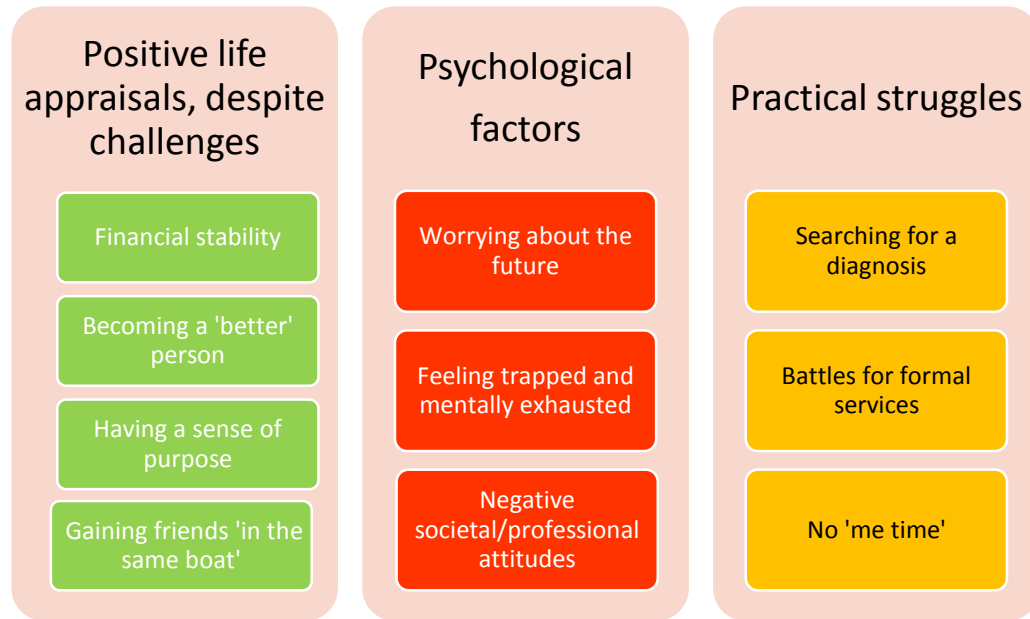 Positive life
appraisals, despite
challenges
Financial stability
Becoming a 'better'
person
Having a sense of
purpose
Gaining friends 'in the
same boat'
Psychological
factors
Worrying about the
future
Feeling trapped and
mentally exhausted
Negative
societal/professional
attitudes
Practical struggles
Searching for a
diagnosis
Battles for formal
services
No 'me time'